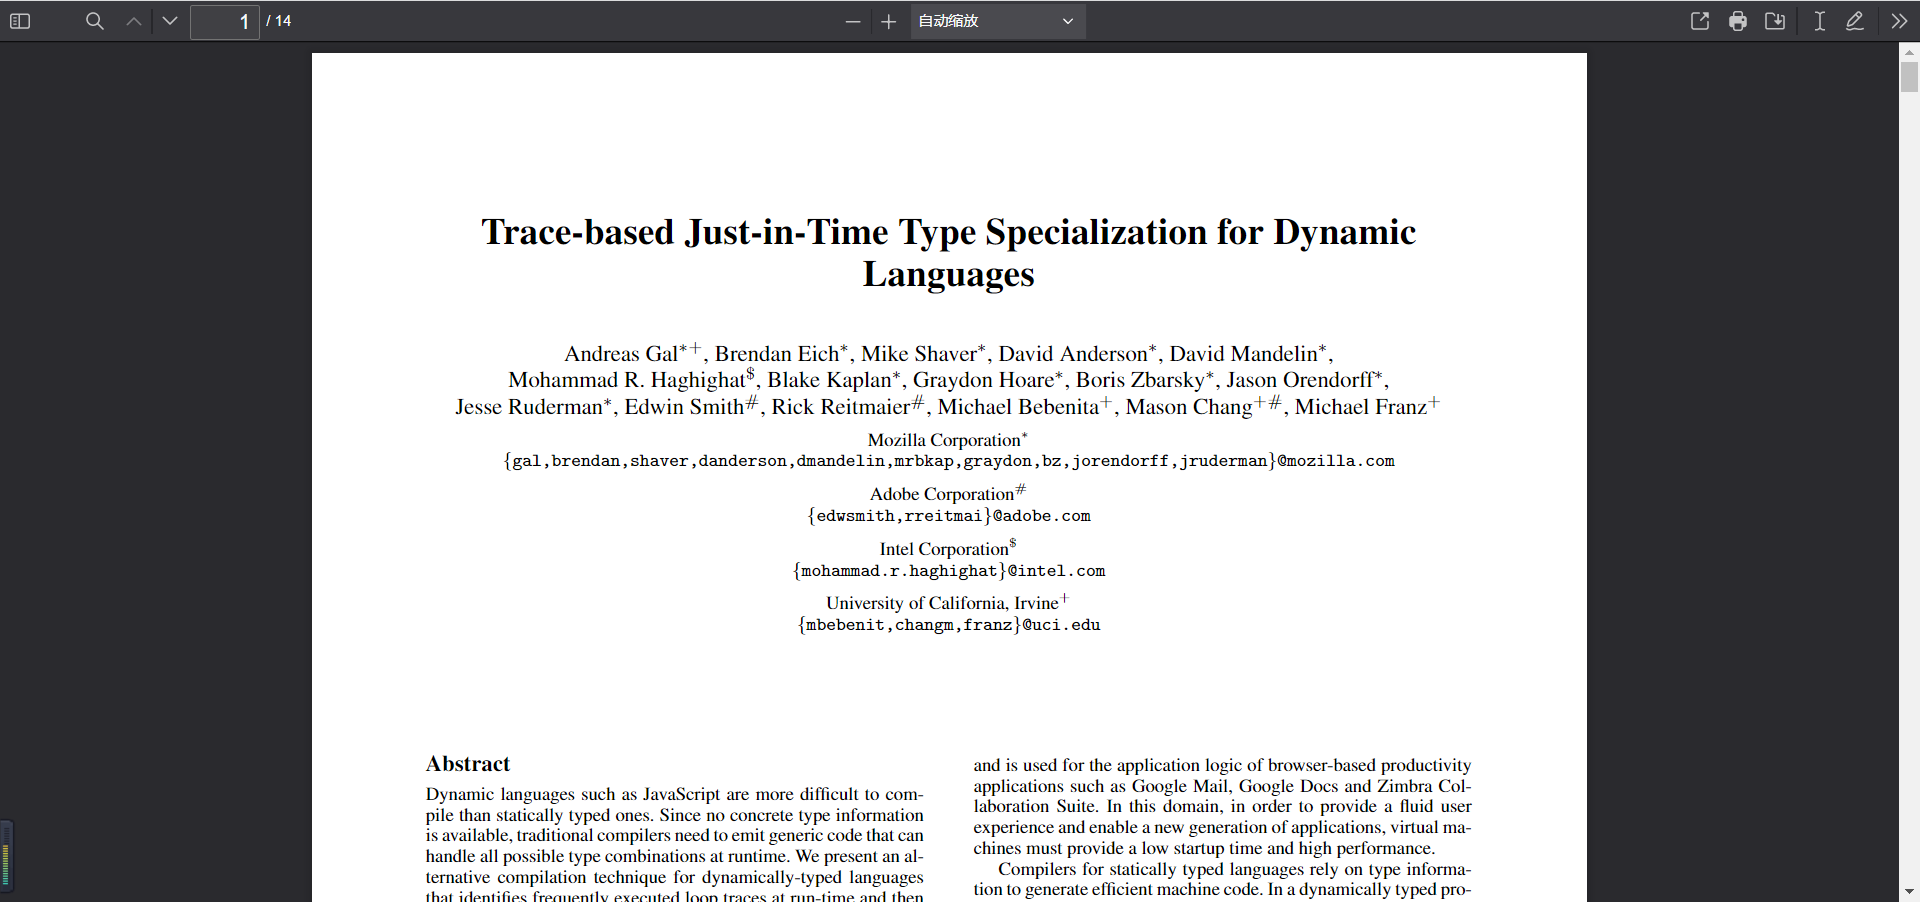 1 / 14
自动缩放
Trace-based Just-in-Time Type Specialization for Dynamic
Languages
Andreas Gal*+, Brendan Eich*, Mike Shaver*, David Anderson*, David Mandelin*,
Mohammad R. Haghighat$, Blake Kaplan*, Graydon Hoare*, Boris Zbarsky*, Jason Orendorff*,
Jesse Ruderman*, Edwin Smith#, Rick Reitmaier#, Michael Bebenita+, Mason Chang+#, Michael Franz+
Mozilla Corporation*
{gal,brendan,shaver,danderson,dmandelin,mrbkap,graydon,bz,jorendorff,jruderman}@mozilla.com
Adobe Corporation#
{edwsmith,rreitmai}@adobe.com
Intel Corporation$
{mohammad.r.haghighat}@intel.com
University of California, Irvine+
{mbebenit,changm,franz}@uci.edu
Abstract
Dynamic languages such as JavaScript are more difficult to com-
pile than statically typed ones. Since no concrete type information
is available, traditional compilers need to emit generic code that can
handle all possible type combinations at runtime. We present an al-
ternative compilation technique for dynamically-typed languages
that identifies frequently executed loop traces at run-time and then
and is used for the application logic of browser-based productivity
applications such as Google Mail, Google Docs and Zimbra Col-
laboration Suite. In this domain, in order to provide a fluid user
experience and enable a new generation of applications, virtual ma-
chines must provide a low startup time and high performance.
Compilers for statically typed languages rely on type informa-
tion to generate efficient machine code. In a dynamically typed pro-